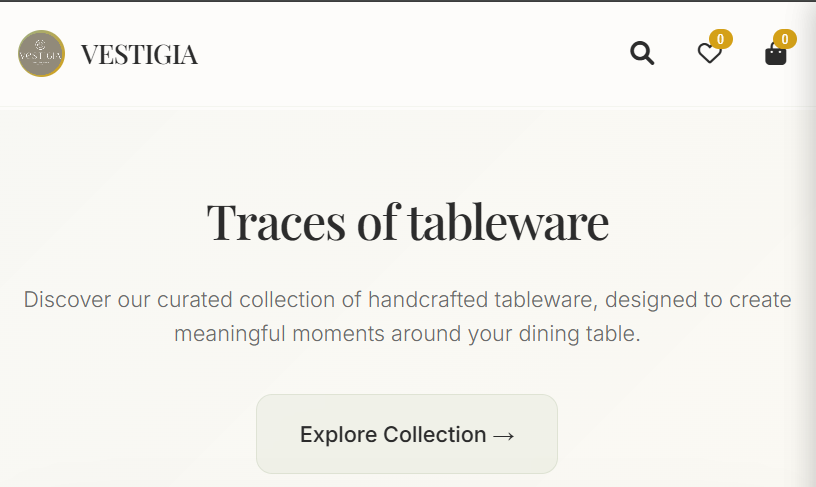 VESTIGIA
VESTIGIA
0
0
Traces of tableware
Discover our curated collection of handcrafted tableware, designed to create
meaningful moments around your dining table.
Explore Collection →